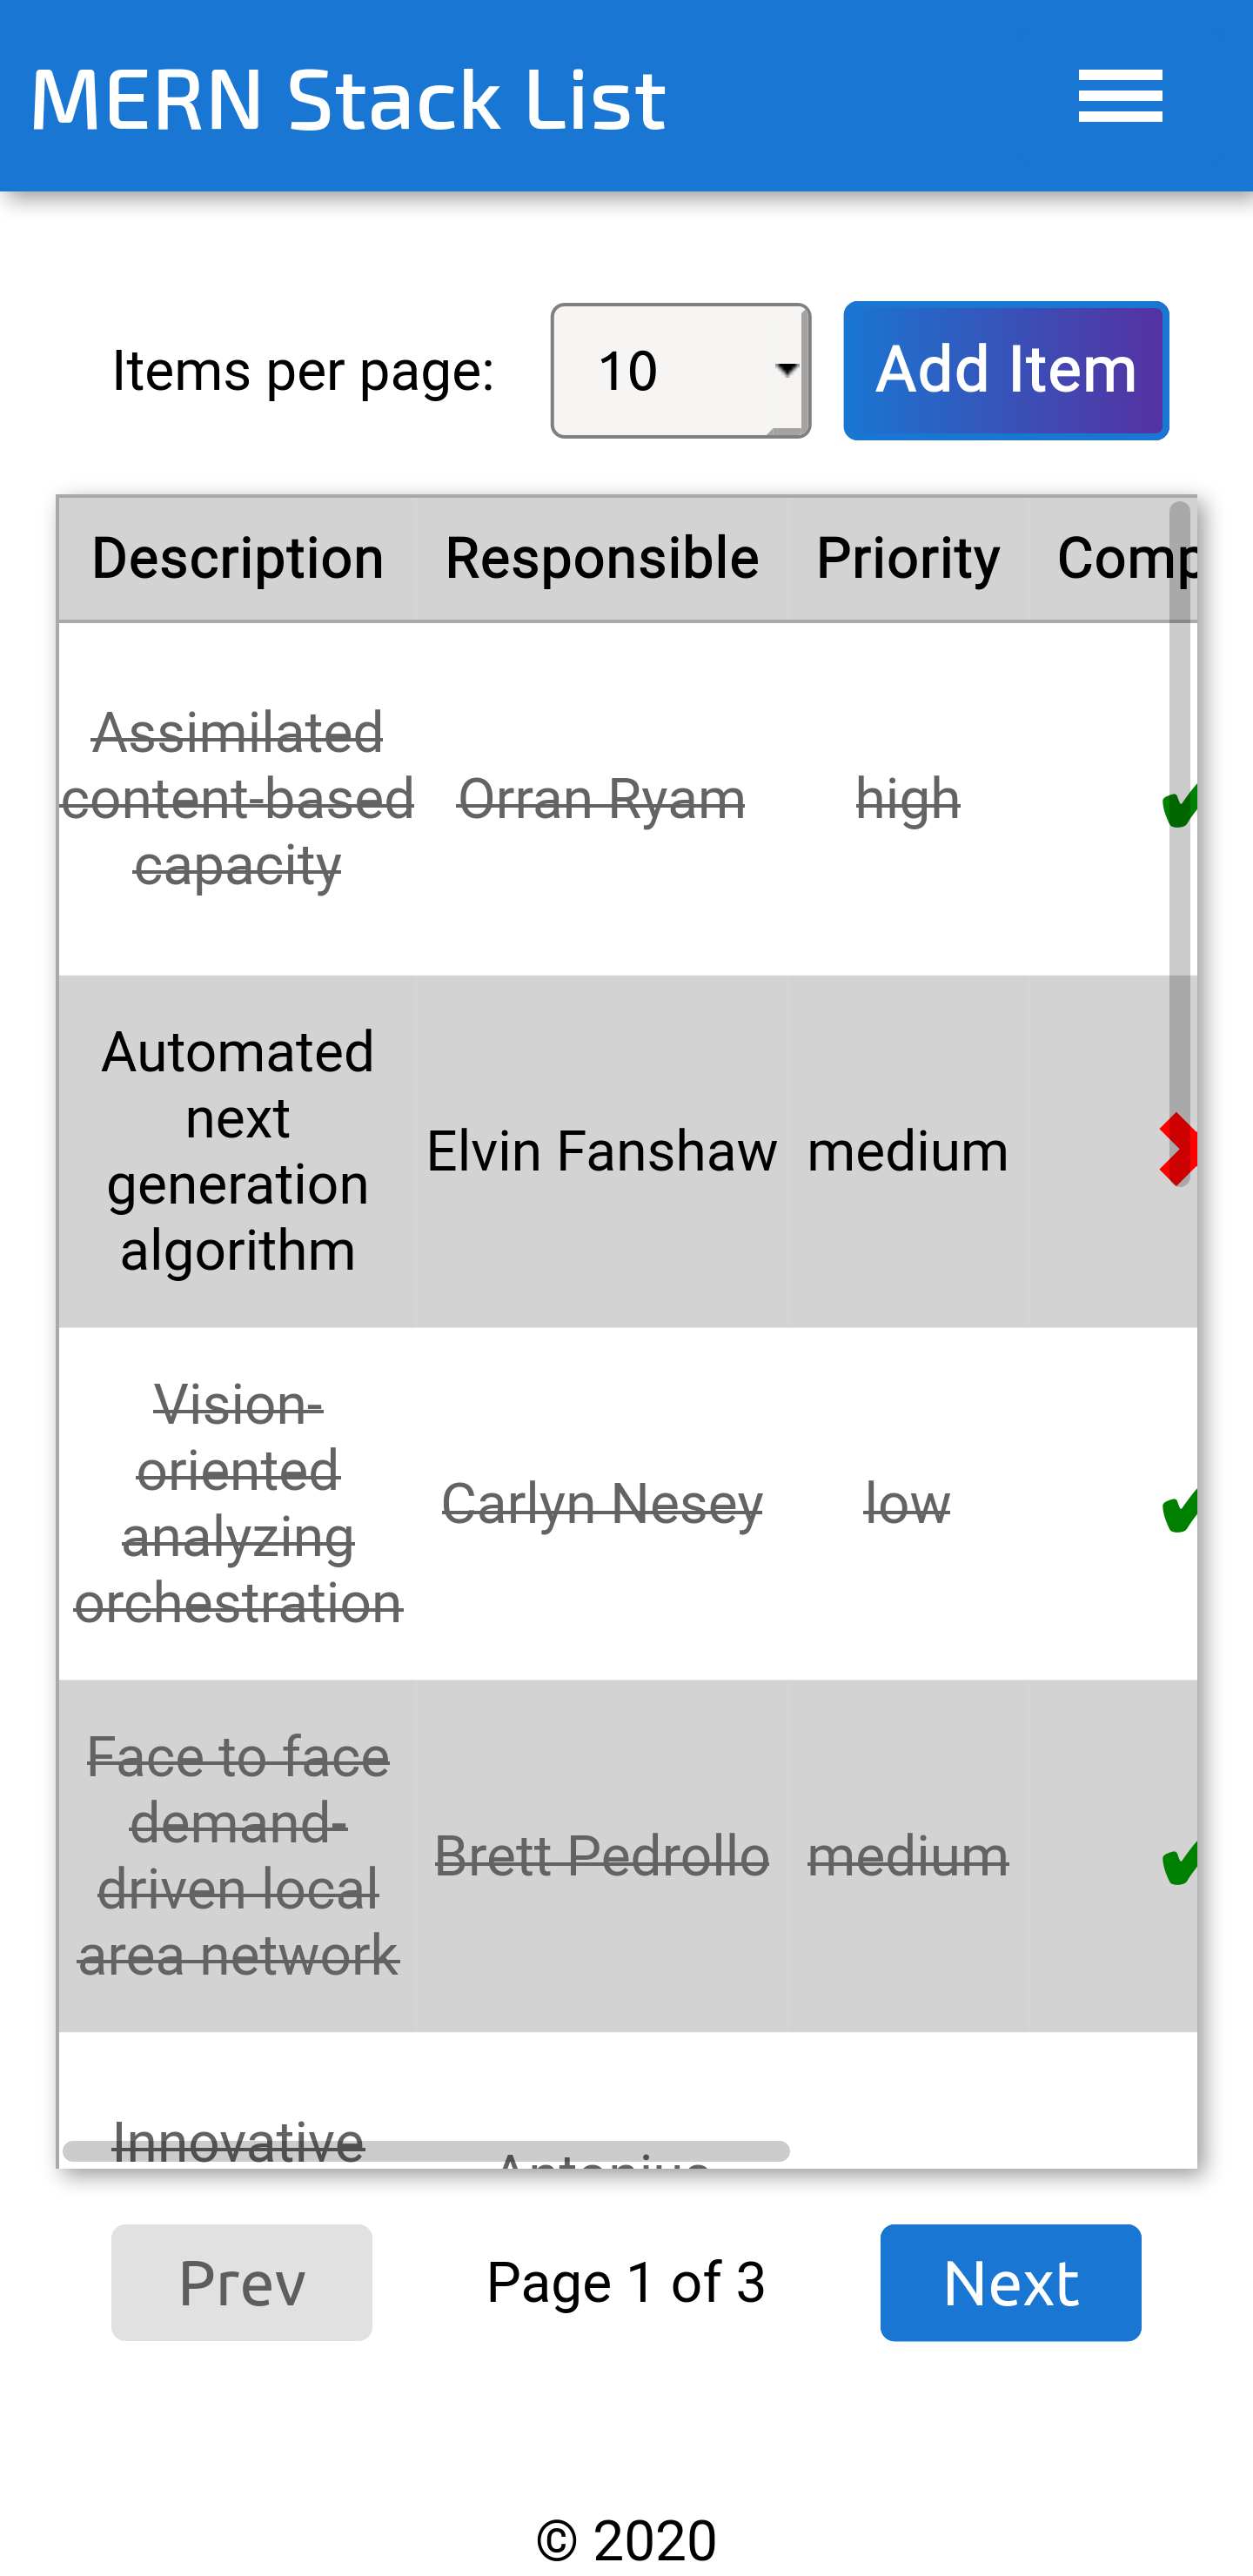 MERN Stack List
Items per page: 10 Add Item
Description Responsible Priority Comp
Assimilated
content-based
capacity
Orran Ryam high
Automated
next
generation
algorithm
Elvin Fanshaw medium
Vision-
oriented
analyzing
orchestration
Carlyn Nesey low
Face to face
demand-
driven local
area network
Brett Pedrollo medium
Innovative
Antonius
Prev Page 1 of 3 Next
© 2020